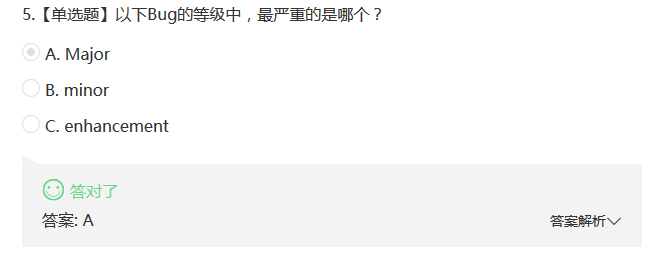 5.【单选题】以下Bug的等级中，最严重的是哪个？
A. Major
B. minor
C. enhancement
答对了
答案: A
答案解析